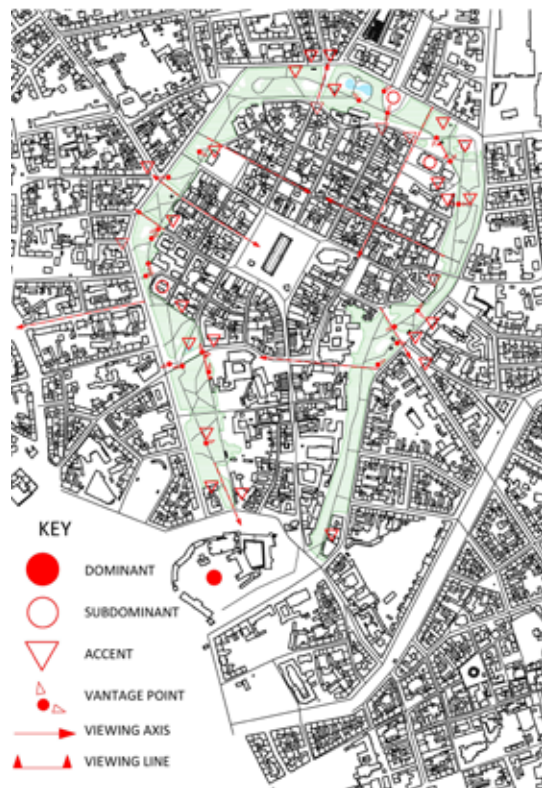 KEY
DOMINANT
SUBDOMINANT
ACCENT
VANTAGE POINT
VIEWING AXIS
VIEWING LINE